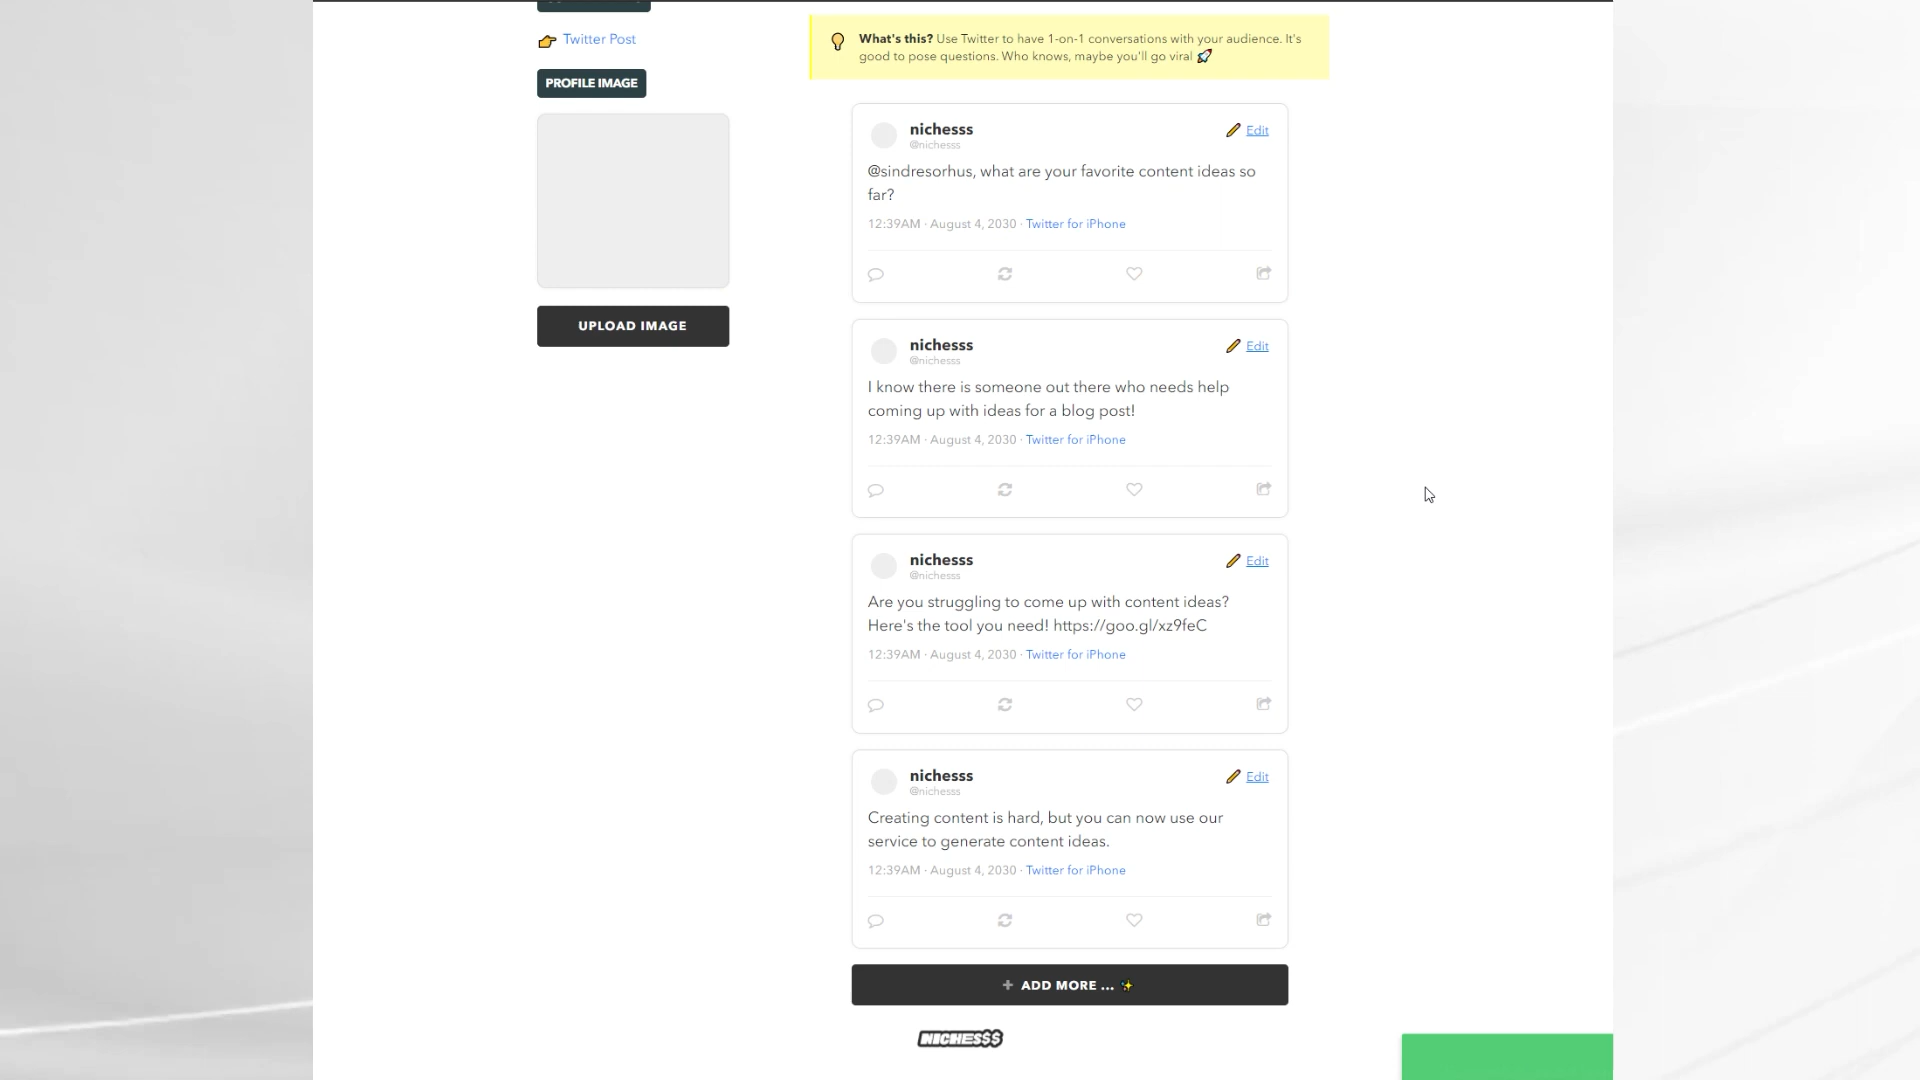 Twitter Post
PROFILE IMAGE
UPLOAD IMAGE
What's this? Use Twitter to have 1-on-1 conversations with your audience. It's
good to pose questions. Who knows, maybe you'll go viral 🚀
nichesss
Edit
@nichesss
@sindresorhus, what are your favorite content ideas so
far?
12:39AM · August 4, 2030 · Twitter for iPhone
nichesss
Edit
@nichesss
I know there is someone out there who needs help
coming up with ideas for a blog post!
12:39AM · August 4, 2030 · Twitter for iPhone
nichesss
Edit
@nichesss
Are you struggling to come up with content ideas?
Here's the tool you need! https://goo.gl/xz9feC
12:39AM · August 4, 2030 · Twitter for iPhone
nichesss
Edit
@nichesss
Creating content is hard, but you can now use our
service to generate content ideas.
12:39AM · August 4, 2030 · Twitter for iPhone
+ ADD MORE ... ✨
NICHES$$